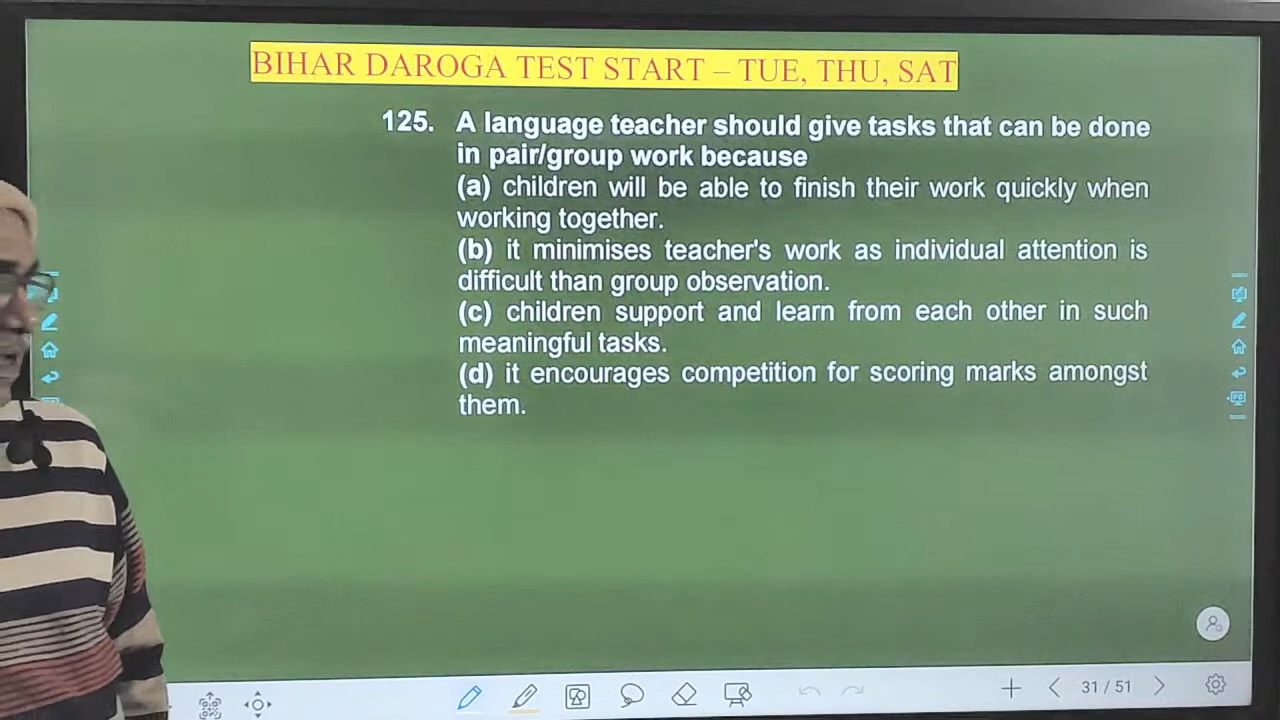 BIHAR DAROGA TEST START – TUE, THU, SAT
125. A language teacher should give tasks that can be done
in pair/group work because
(a) children will be able to finish their work quickly when
working together.
(b) it minimises teacher's work as individual attention is
difficult than group observation.
(c) children support and learn from each other in such
meaningful tasks.
(d) it encourages competition for scoring marks amongst
them.
31 / 51